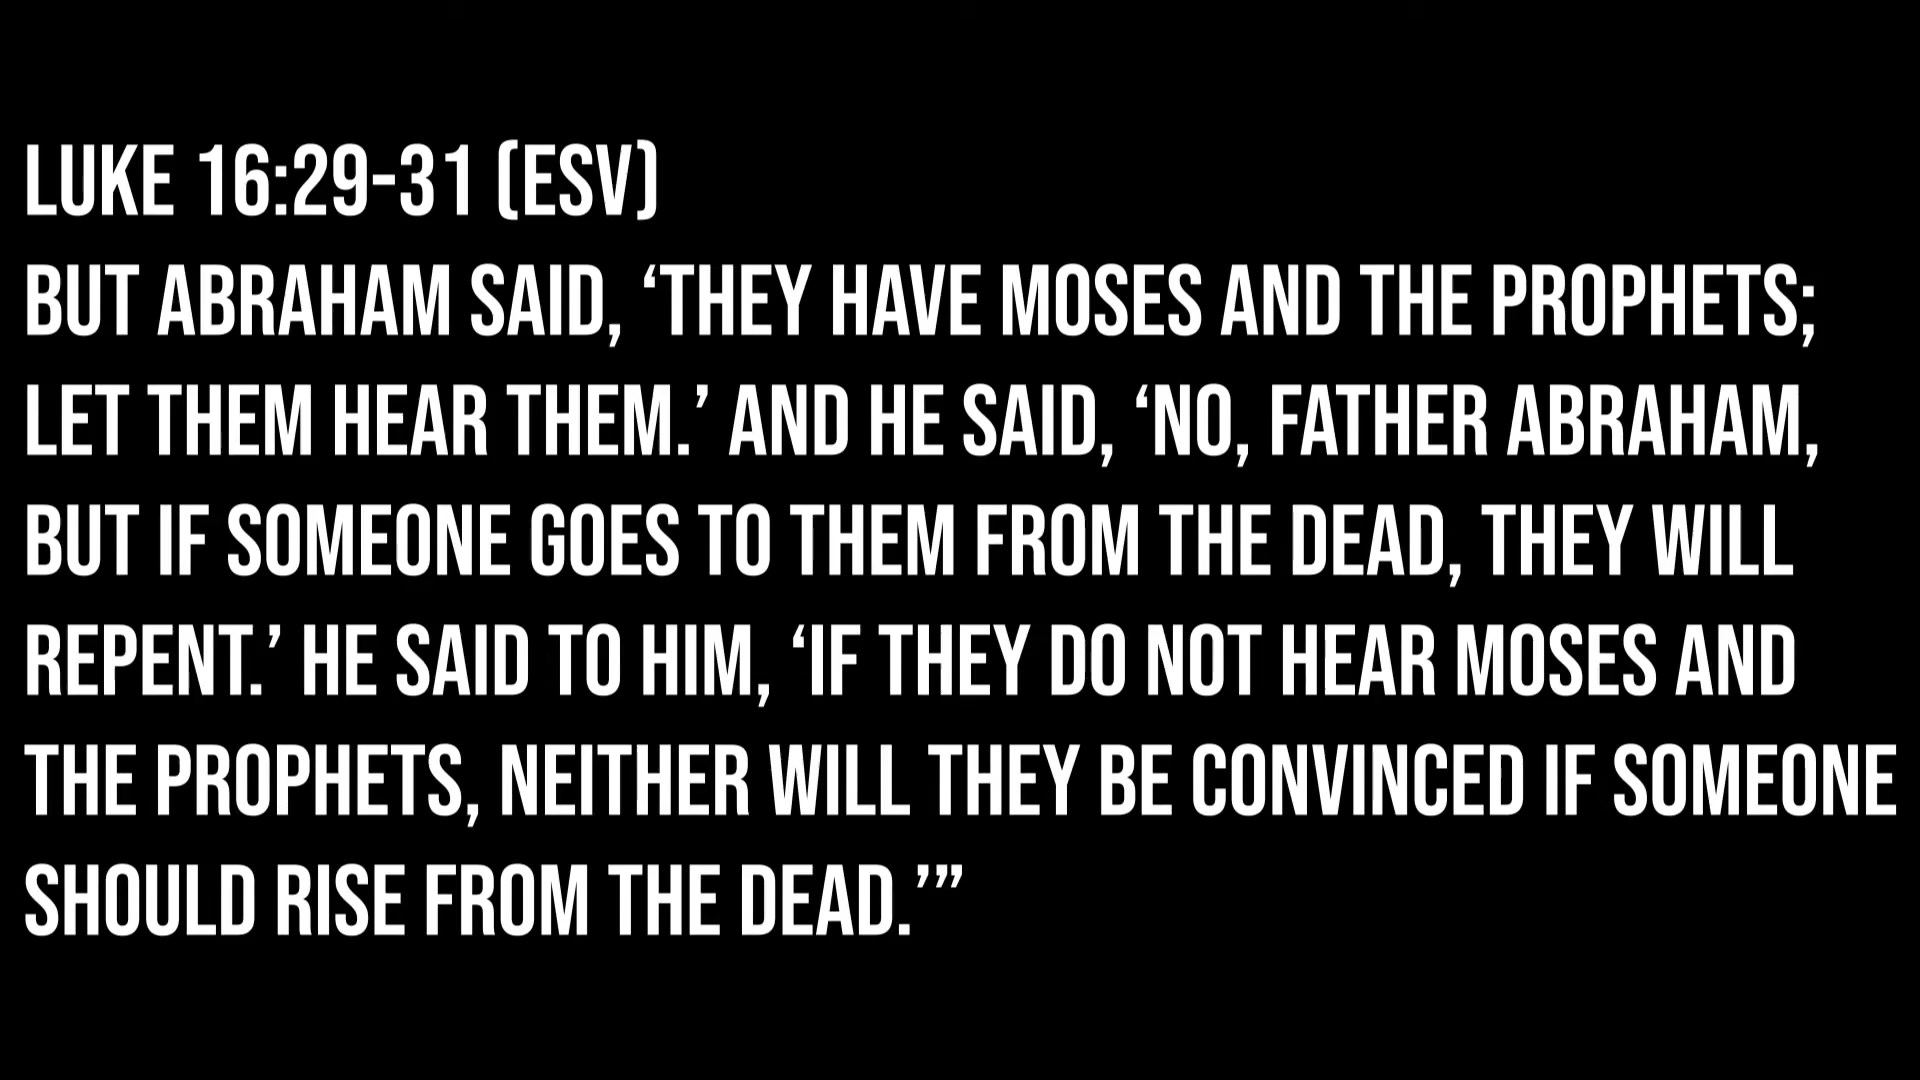 LUKE 16:29-31 (ESV)
BUT ABRAHAM SAID, ‘THEY HAVE MOSES AND THE PROPHETS;
LET THEM HEAR THEM.’ AND HE SAID, ‘NO, FATHER ABRAHAM,
BUT IF SOMEONE GOES TO THEM FROM THE DEAD, THEY WILL
REPENT.’ HE SAID TO HIM, ‘IF THEY DO NOT HEAR MOSES AND
THE PROPHETS, NEITHER WILL THEY BE CONVINCED IF SOMEONE
SHOULD RISE FROM THE DEAD.’”